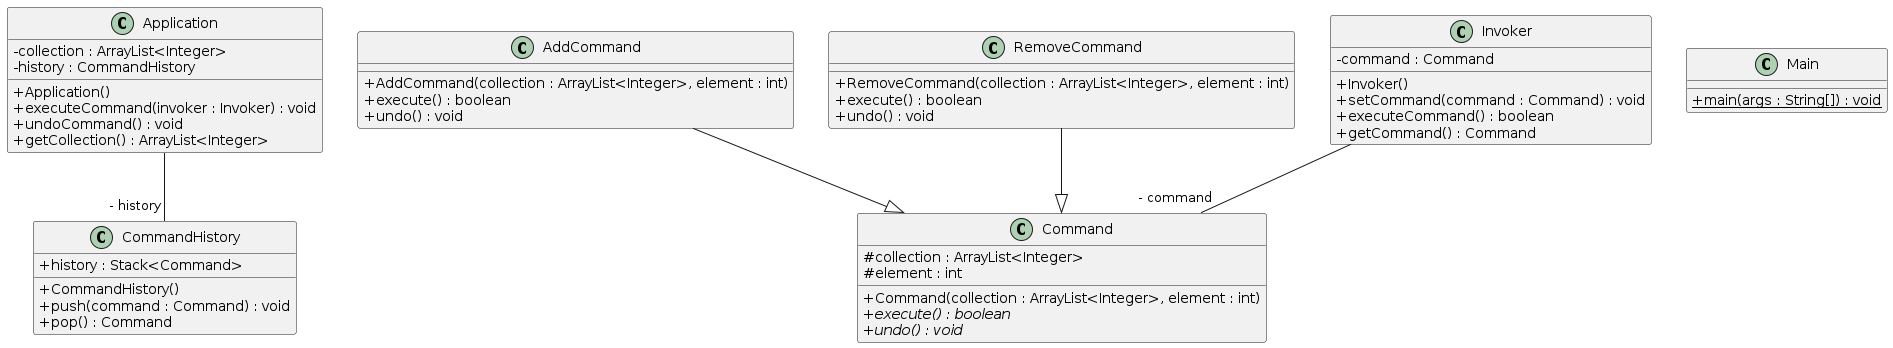 C Application
-collection : ArrayList<Integer>
-history : CommandHistory
+Application()
+executeCommand(invoker : Invoker) : void
+undoCommand() : void
+getCollection() : ArrayList<Integer>
C AddCommand
+AddCommand(collection : ArrayList<Integer>, element : int)
+execute() : boolean
+undo() : void
C RemoveCommand
+RemoveCommand(collection : ArrayList<Integer>, element : int)
+execute() : boolean
+undo() : void
C Invoker
-command : Command
+Invoker()
+setCommand(command : Command) : void
+executeCommand() : boolean
+getCommand() : Command
C Main
+main(args : String[]) : void
- history
- command
C CommandHistory
+history : Stack<Command>
+CommandHistory()
+push(command : Command) : void
+pop() : Command
C Command
#collection : ArrayList<Integer>
#element : int
+Command(collection : ArrayList<Integer>, element : int)
+execute() : boolean
+undo() : void